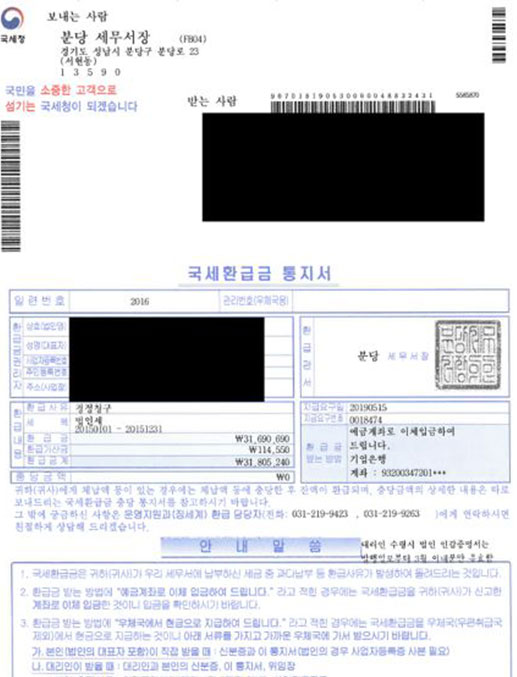 국세청
보내는 사람
분당 세무서장 (FB04)
경기도 성남시 분당구 분당로 23
(서현동)
13590
국민을 소중한 고객으로
섬기는 국세청이 되겠습니다
받는 사람
국세환급금 통지서
일련번호 2016 관리번호(우체국용)
환급금권리자
상호(법인명)
성명(대표자)
사업자등록번호
주민등록번호
주소(사업장)
환급관서
분당 세무서장
환급내용
환급사유 경정청구
세목 법인세
20150101 - 20151231
환급금 ₩31,690,690
환급가산금 ₩114,550
환급금계 ₩31,805,240
충당금액 ₩0
지급요구일 20190515
지급요구번호 0018474
환급금 받는방법
예금계좌로 이체입금하여
드립니다.
기업은행
계좌 : 93200347201***
귀하(귀사)에게 체납액 등이 있는 경우에는 체납액 등에 충당한 후 잔액이 환급되며, 충당금액의 상세한 내용은 따로
보내드리는 국세환급금 충당 통지서를 참고하시기 바랍니다.
그 밖에 궁금하신 사항은 운영지원과(징세계) 환급 담당자(전화: 031-219-9423 , 031-219-9263 )에게 연락하시면
친절하게 상담해 드리겠습니다.
안내말씀
대리인 수령시 법인 인감증명서는
1. 국세환급금은 귀하(귀사)가 우리 세무서에 납부하신 세금 중 과다납부 등 환급사유가 발생하여 돌려드리는 것입니다.
2. 환급금 받는 방법에 "예금계좌로 이체 입금하여 드립니다." 라고 적힌 경우에는 국세환급금을 귀하(귀사)가 신고한
계좌로 이체 입금한 것이니 입금을 확인하시기 바랍니다.
3. 환급금 받는 방법에 "우체국에서 현금으로 지급하여 드립니다." 라고 적힌 경우에는 국세환급금을 우체국(우편취급국
제외)에서 현금으로 지급하는 것이니 아래 서류를 가지고 가까운 우체국에 가서 받으시기 바랍니다.
가. 본인(법인의 대표자 포함)이 직접 받을 때 : 신분증과 이 통지서(법인의 경우 사업자등록증 사본 필요)
나. 대리인이 받을 때 : 대리인과 본인의 신분증, 이 통지서, 위임장